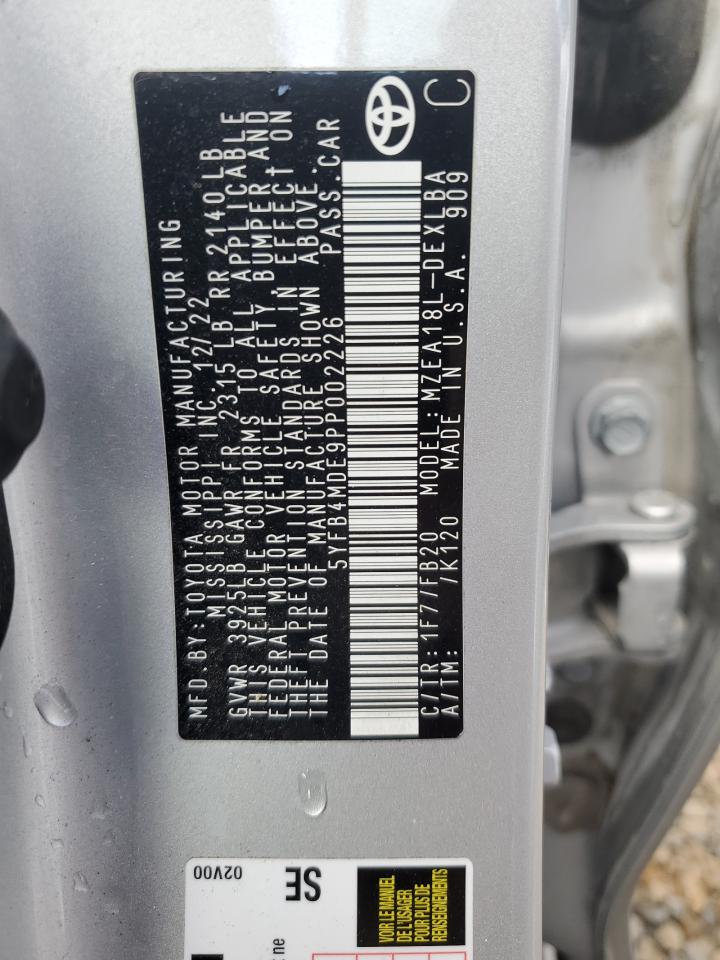 MFD.BY:TOYOTA MOTOR MANUFACTURING
MISSISSIPPI INC 12/22
GVWR 3925LB GAWR FR 2315 LB RR 2140 LB
THIS VEHICLE CONFORMS TO ALL APPLICABLE
FEDERAL MOTOR VEHICLE SAFETY, BUMPER AND
THEFT PREVENTION STANDARDS IN EFFECT ON
THE DATE OF MANUFACTURE SHOWN ABOVE.
5YFB4MDE9PP002226 PASS.CAR
C/TR: 1F7/FB20 MODEL: MZEA18L-DEXLBA
A/TM: /K120 MADE IN U.S.A. 909
C
02V00
SE
VOIR LE MANUEL
DE L'USAGER
POUR PLUS DE
RENSEIGNEMENTS
ne